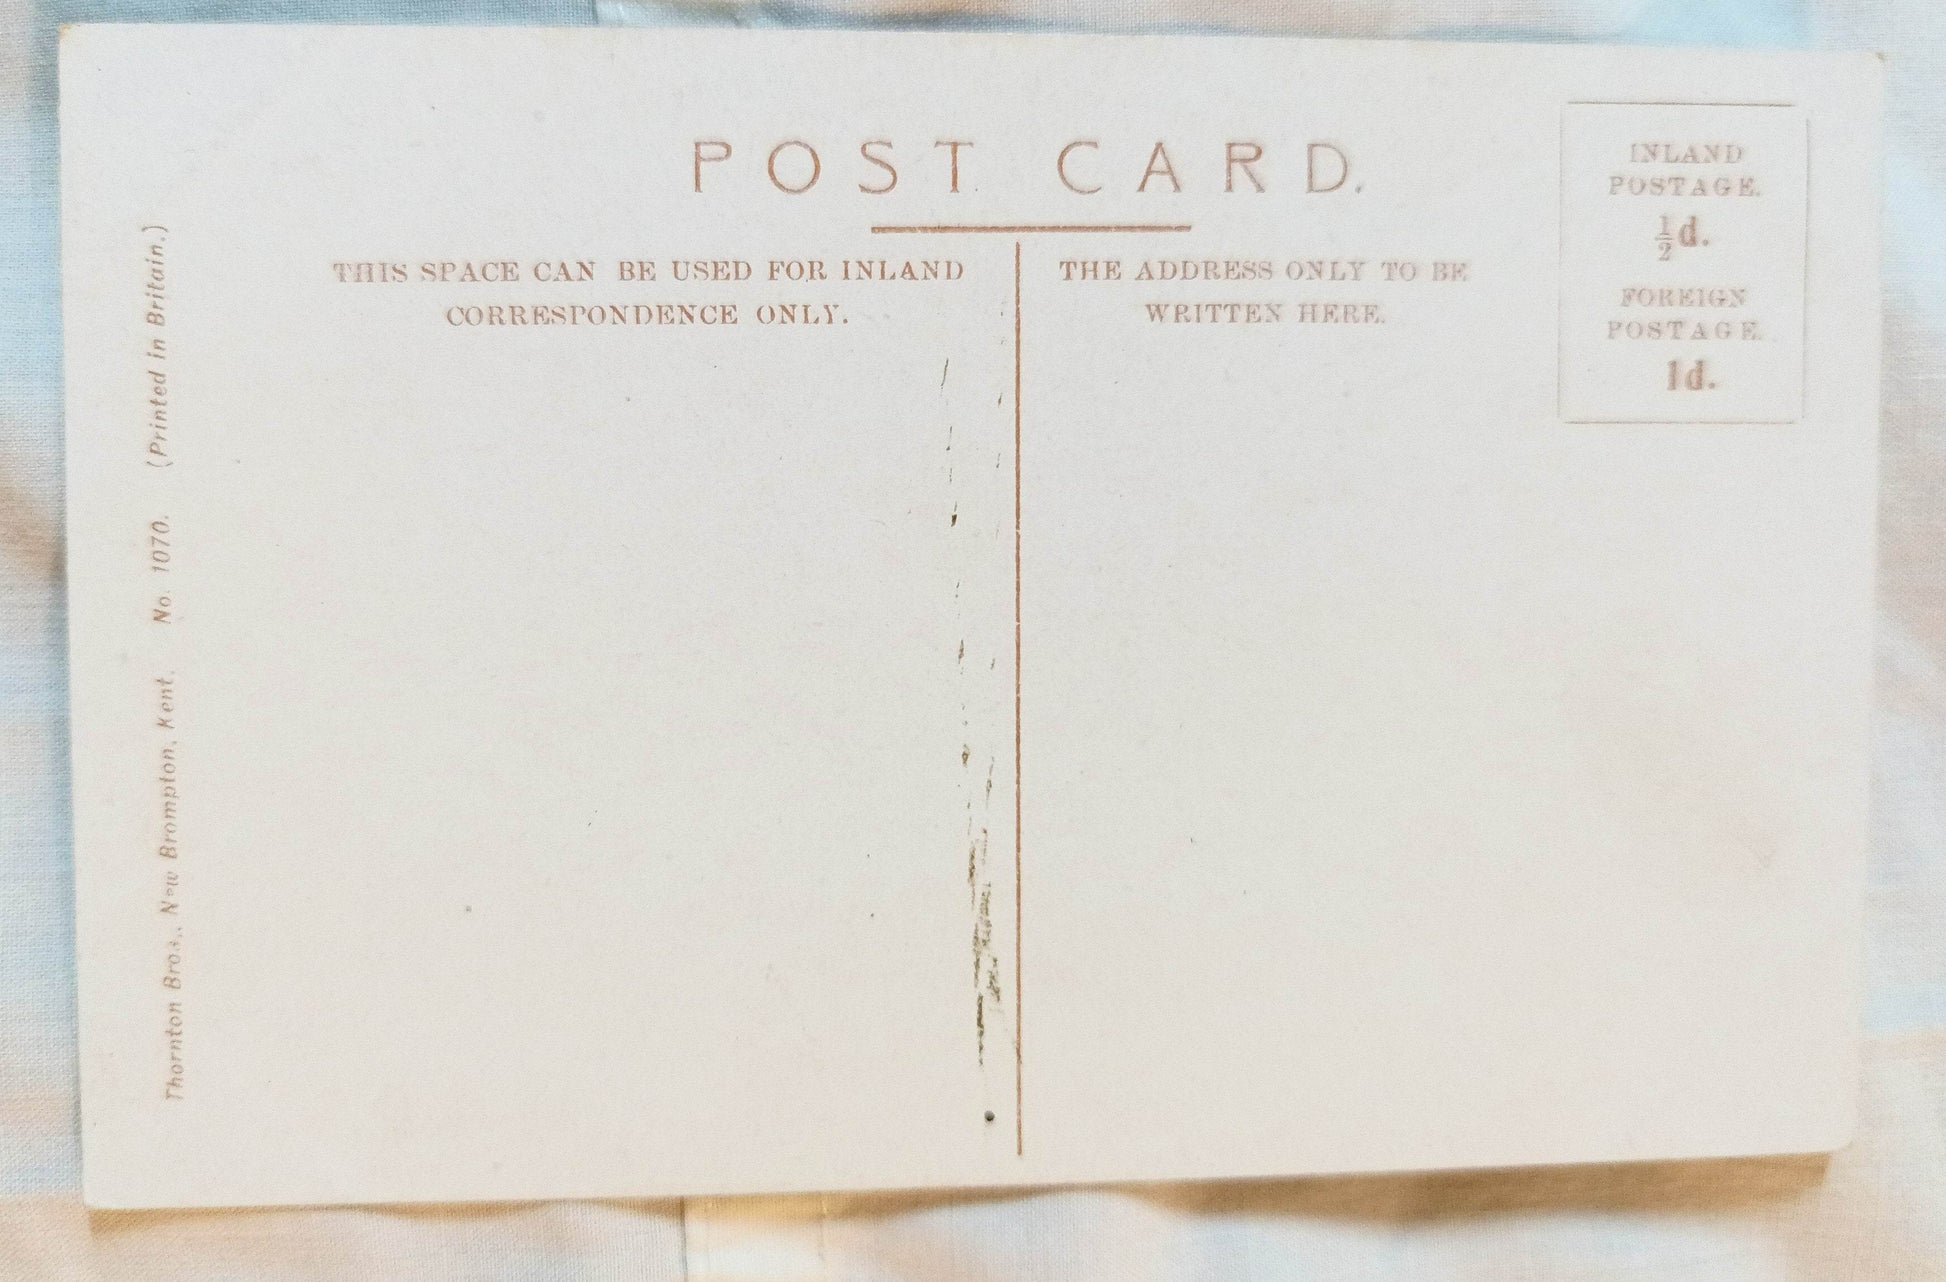 POST CARD.
THIS SPACE CAN BE USED FOR INLAND
CORRESPONDENCE ONLY.
THE ADDRESS ONLY TO BE
WRITTEN HERE.
INLAND
POSTAGE.
½d.
FOREIGN
POSTAGE.
1d.
Thornton Bros., New Brompton, Kent. No. 1070. (Printed in Britain.)